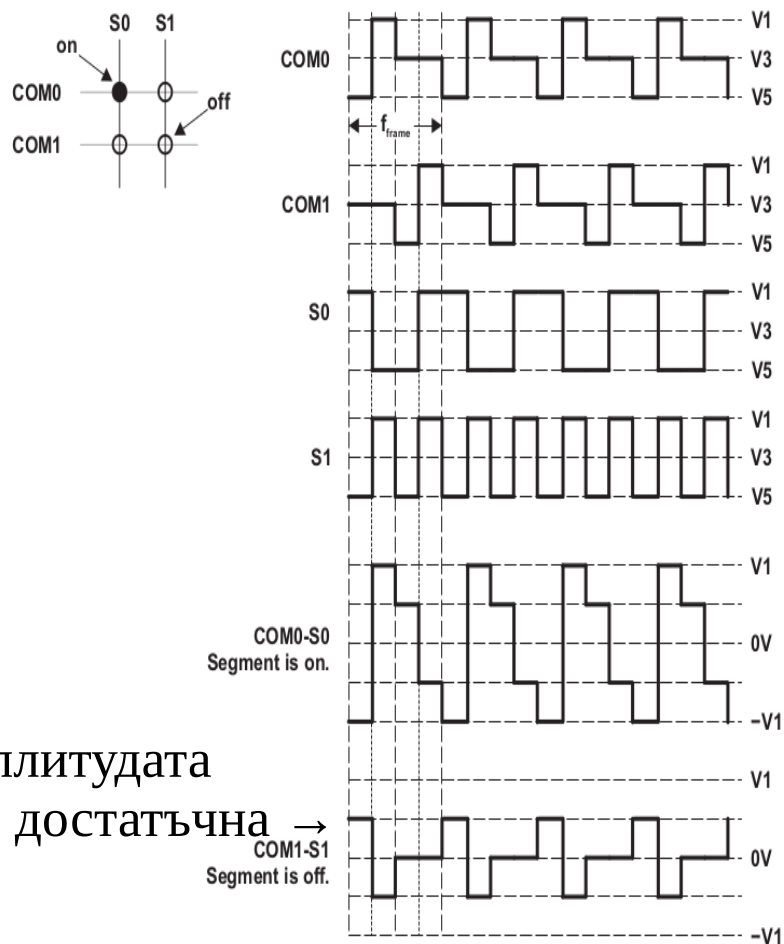 S0 S1
on
COM0
off
COM1
COM0
V1
V3
V5
f frame
COM1
V1
V3
V5
S0
V1
V3
V5
S1
V1
V3
V5
COM0-S0
Segment is on.
V1
0V
–V1
плитудата
достатъчна →
COM1-S1
Segment is off.
V1
0V
–V1